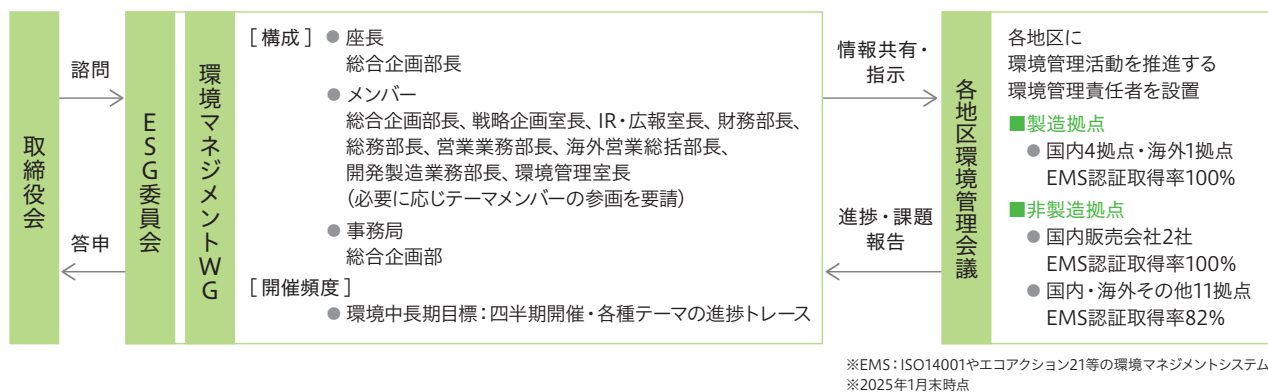 取締役会
諮問
答申
ESG委員会
環境マネジメントWG
[構成] ● 座長
総合企画部長
● メンバー
総合企画部長、戦略企画室長、IR・広報室長、財務部長、
総務部長、営業業務部長、海外営業総括部長、
開発製造業務部長、環境管理室長
(必要に応じテーマメンバーの参画を要請)
● 事務局
総合企画部
[開催頻度]
● 環境中長期目標：四半期開催・各種テーマの進捗トレース
情報共有・
指示
進捗・課題
報告
各地区環境管理会議
各地区に
環境管理活動を推進する
環境管理責任者を設置
■製造拠点
● 国内4拠点・海外1拠点
EMS認証取得率100%
■非製造拠点
● 国内販売会社2社
EMS認証取得率100%
● 国内・海外その他11拠点
EMS認証取得率82%
※EMS：ISO14001やエコアクション21等の環境マネジメントシステム
※2025年1月末時点